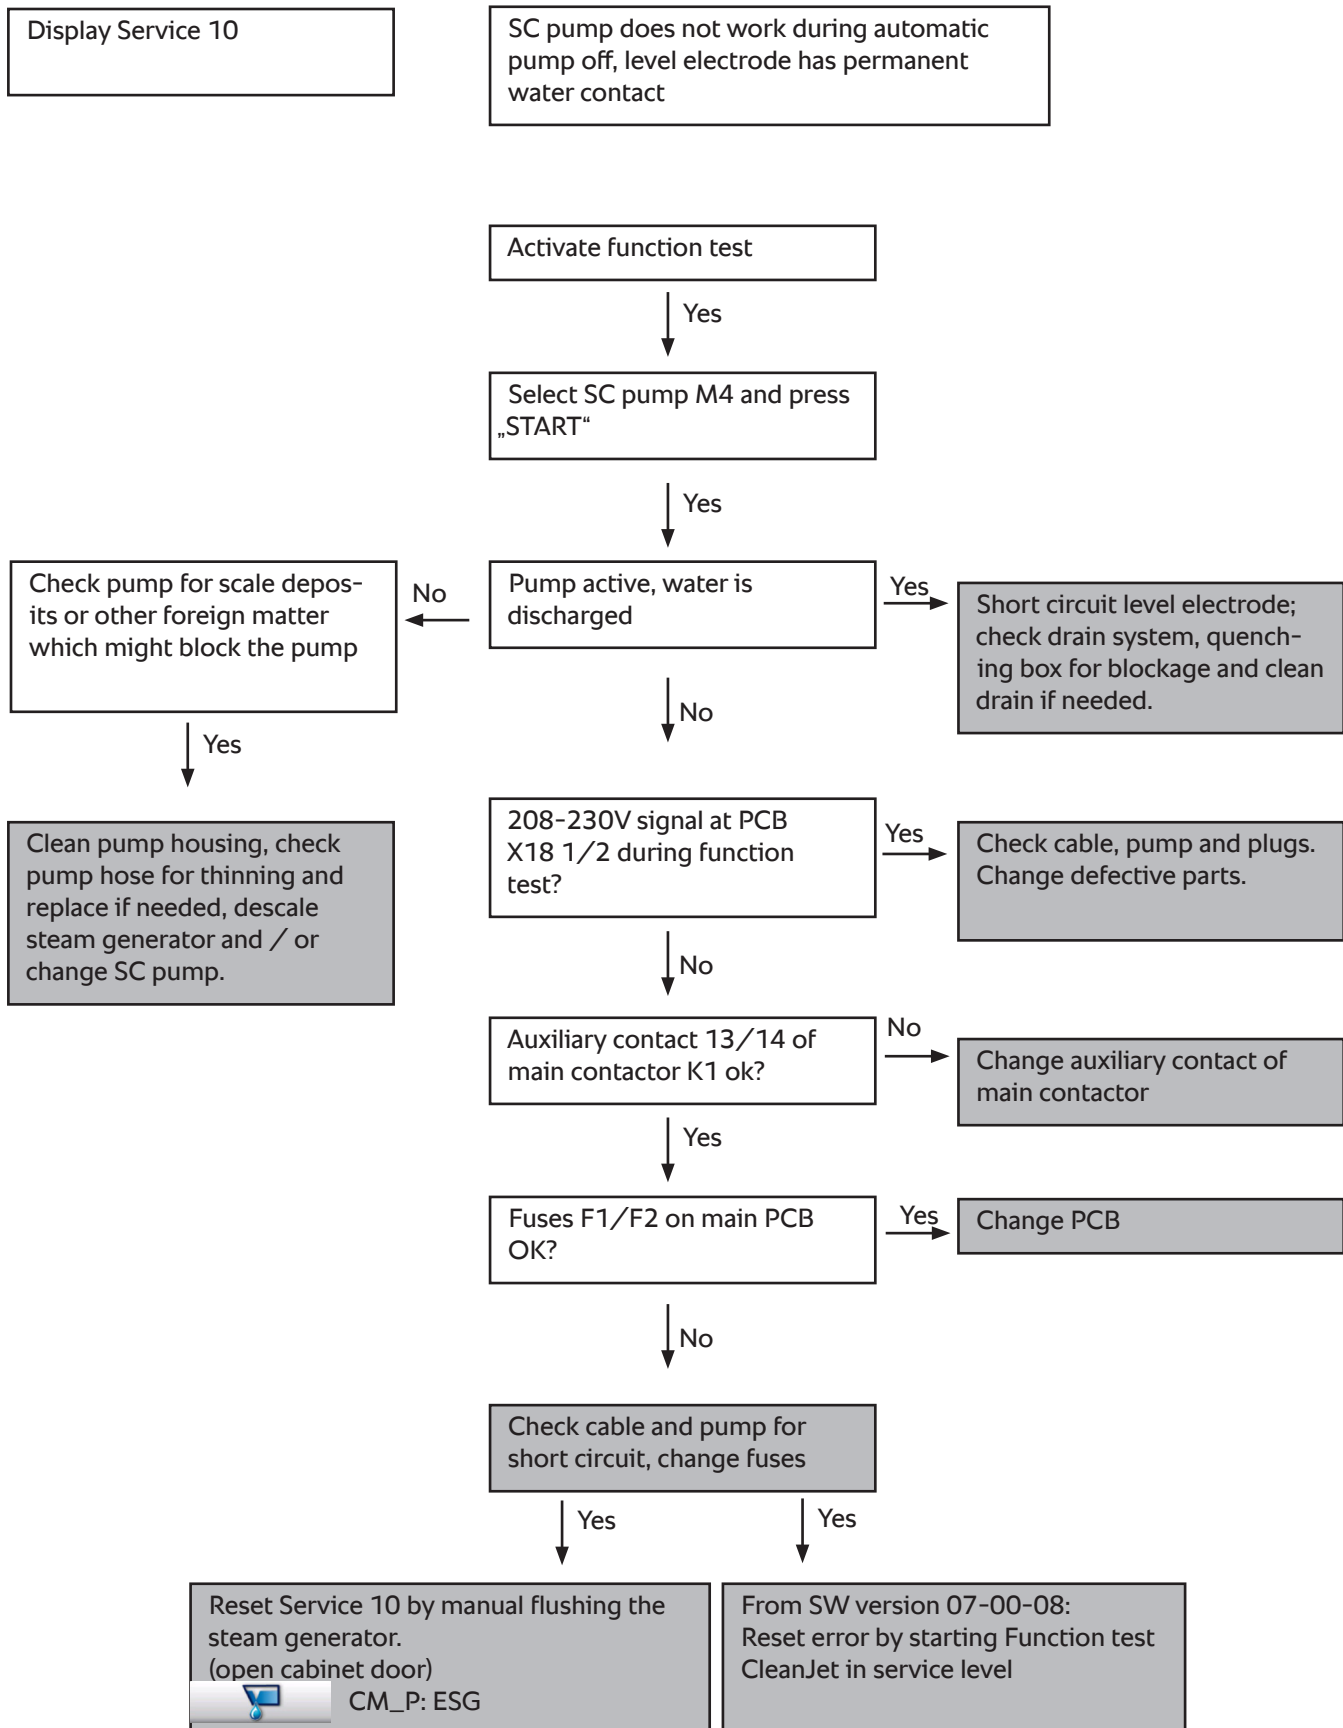 Display Service 10
SC pump does not work during automatic
pump off, level electrode has permanent
water contact
Activate function test
Yes
Select SC pump M4 and press
„START“
Yes
Check pump for scale depos-
its or other foreign matter
which might block the pump
No
Pump active, water is
discharged
Yes
Short circuit level electrode;
check drain system, quench-
ing box for blockage and clean
drain if needed.
Yes
No
Clean pump housing, check
pump hose for thinning and
replace if needed, descale
steam generator and / or
change SC pump.
208-230V signal at PCB
X18 1/2 during function
test?
Yes
Check cable, pump and plugs.
Change defective parts.
No
Auxiliary contact 13/14 of
main contactor K1 ok?
No
Change auxiliary contact of
main contactor
Yes
Fuses F1/F2 on main PCB
OK?
Yes
Change PCB
No
Check cable and pump for
short circuit, change fuses
Yes
Yes
Reset Service 10 by manual flushing the
steam generator.
(open cabinet door)
CM_P: ESG
From SW version 07-00-08:
Reset error by starting Function test
CleanJet in service level